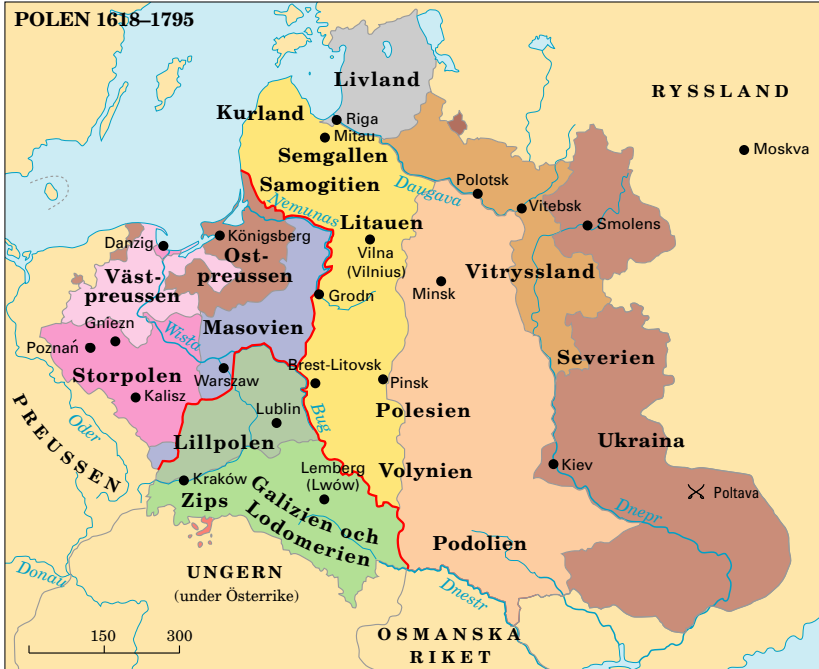 POLEN 1618–1795
Livland
RYSSLAND
Kurland
Riga
Mitau
Moskva
Semgallen
Samogitien
Daugava
Polotsk
Nemunas
Litauen
Vitebsk
Smolens
Danzig
Königsberg
Ost-
preussen
Vilna
(Vilnius)
Väst-
preussen
Vitryssland
Minsk
Grodn
Gniezn
Masovien
Wisła
Poznań
Storpolen
Warszaw
Brest-Litovsk
Severien
Pinsk
Kalisz
PREUSSEN
Oder
Lublin
Bug
Polesien
Lillpolen
Ukraina
Kraków
Lemberg
(Lwów)
Volynien
Kiev
Zips
Galizien och
Lodomerien
Poltava
Dnepr
Podolien
Donau
UNGERN
(under Österrike)
Dnestr
OSMANSKA
RIKET
150 300